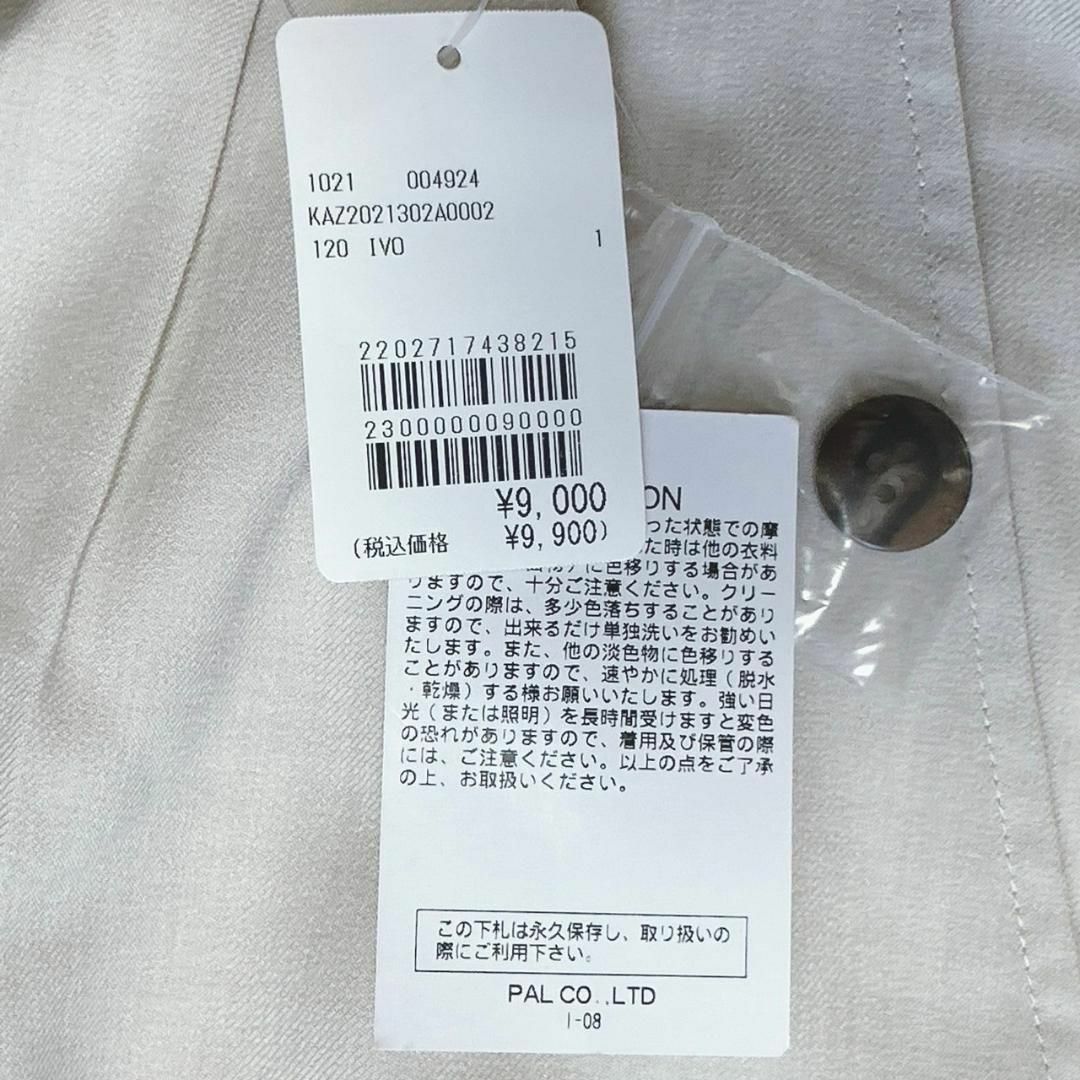 1021 004924
KAZ2021302A0002
120 IVO 1
2202717438215
2300000090000
¥9,000
(税込価格 ¥9,900)
ON
った状態での摩
た時は他の衣料
に色移りする場合があ
りますので、十分ご注意ください。クリー
ニングの際は、多少色落ちすることがあり
ますので、出来るだけ単独洗いをお勧めい
たします。また、他の淡色物に色移りする
ことがありますので、速やかに処理(脱水
・乾燥)する様お願いいたします。強い日
光(または照明)を長時間受けますと変色
の恐れがありますので、着用及び保管の際
には、ご注意ください。以上の点をご了承
の上、お取扱いください。
この下札は永久保存し、取り扱いの
際にご利用下さい。
PAL CO.,LTD
I-08